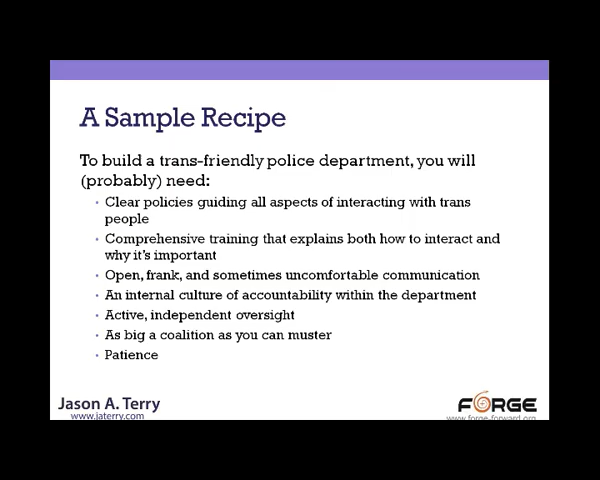 A Sample Recipe
To build a trans-friendly police department, you will
(probably) need:
• Clear policies guiding all aspects of interacting with trans
people
• Comprehensive training that explains both how to interact and
why it's important
• Open, frank, and sometimes uncomfortable communication
• An internal culture of accountability within the department
• Active, independent oversight
• As big a coalition as you can muster
• Patience
Jason A. Terry
www.jaterry.com
FORGE
www.forge-forward.org